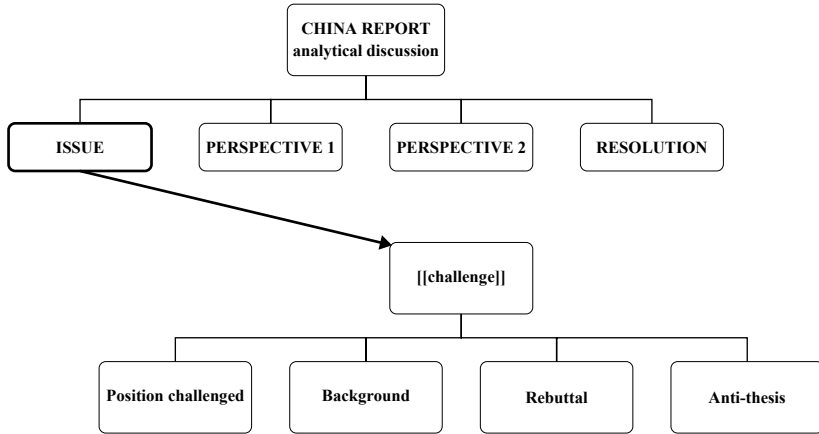 CHINA REPORT
analytical discussion
ISSUE
PERSPECTIVE 1
PERSPECTIVE 2
RESOLUTION
[[challenge]]
Position challenged
Background
Rebuttal
Anti-thesis